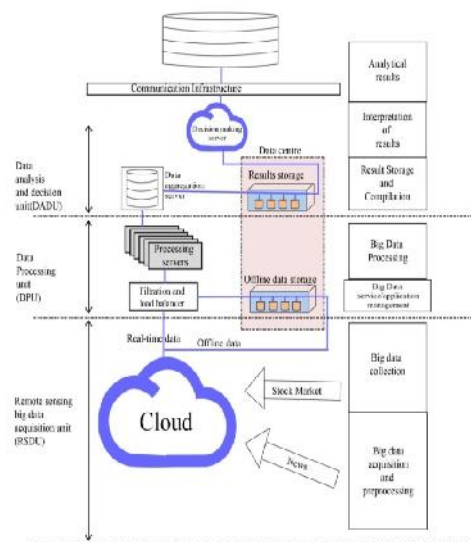 Communication Infrastructure
Decision making
server
Data centre
Data
aggregation
server
Results storage
Data
analysis
and decision
unit(DADU)
Processing
servers
Data
Processing
unit
(DPU)
Filtration and
load balancer
Offline data storage
Real-time data
Offline data
Remote sensing
big data
acquisition unit
(RSDU)
Cloud
Stock Market
News
Analytical
results
Interpretation
of
results
Result Storage
and
Compilation
Big Data
Processing
Big Data
service/application
management
Big data
collection
Big data
acquisition
and
preprocessing